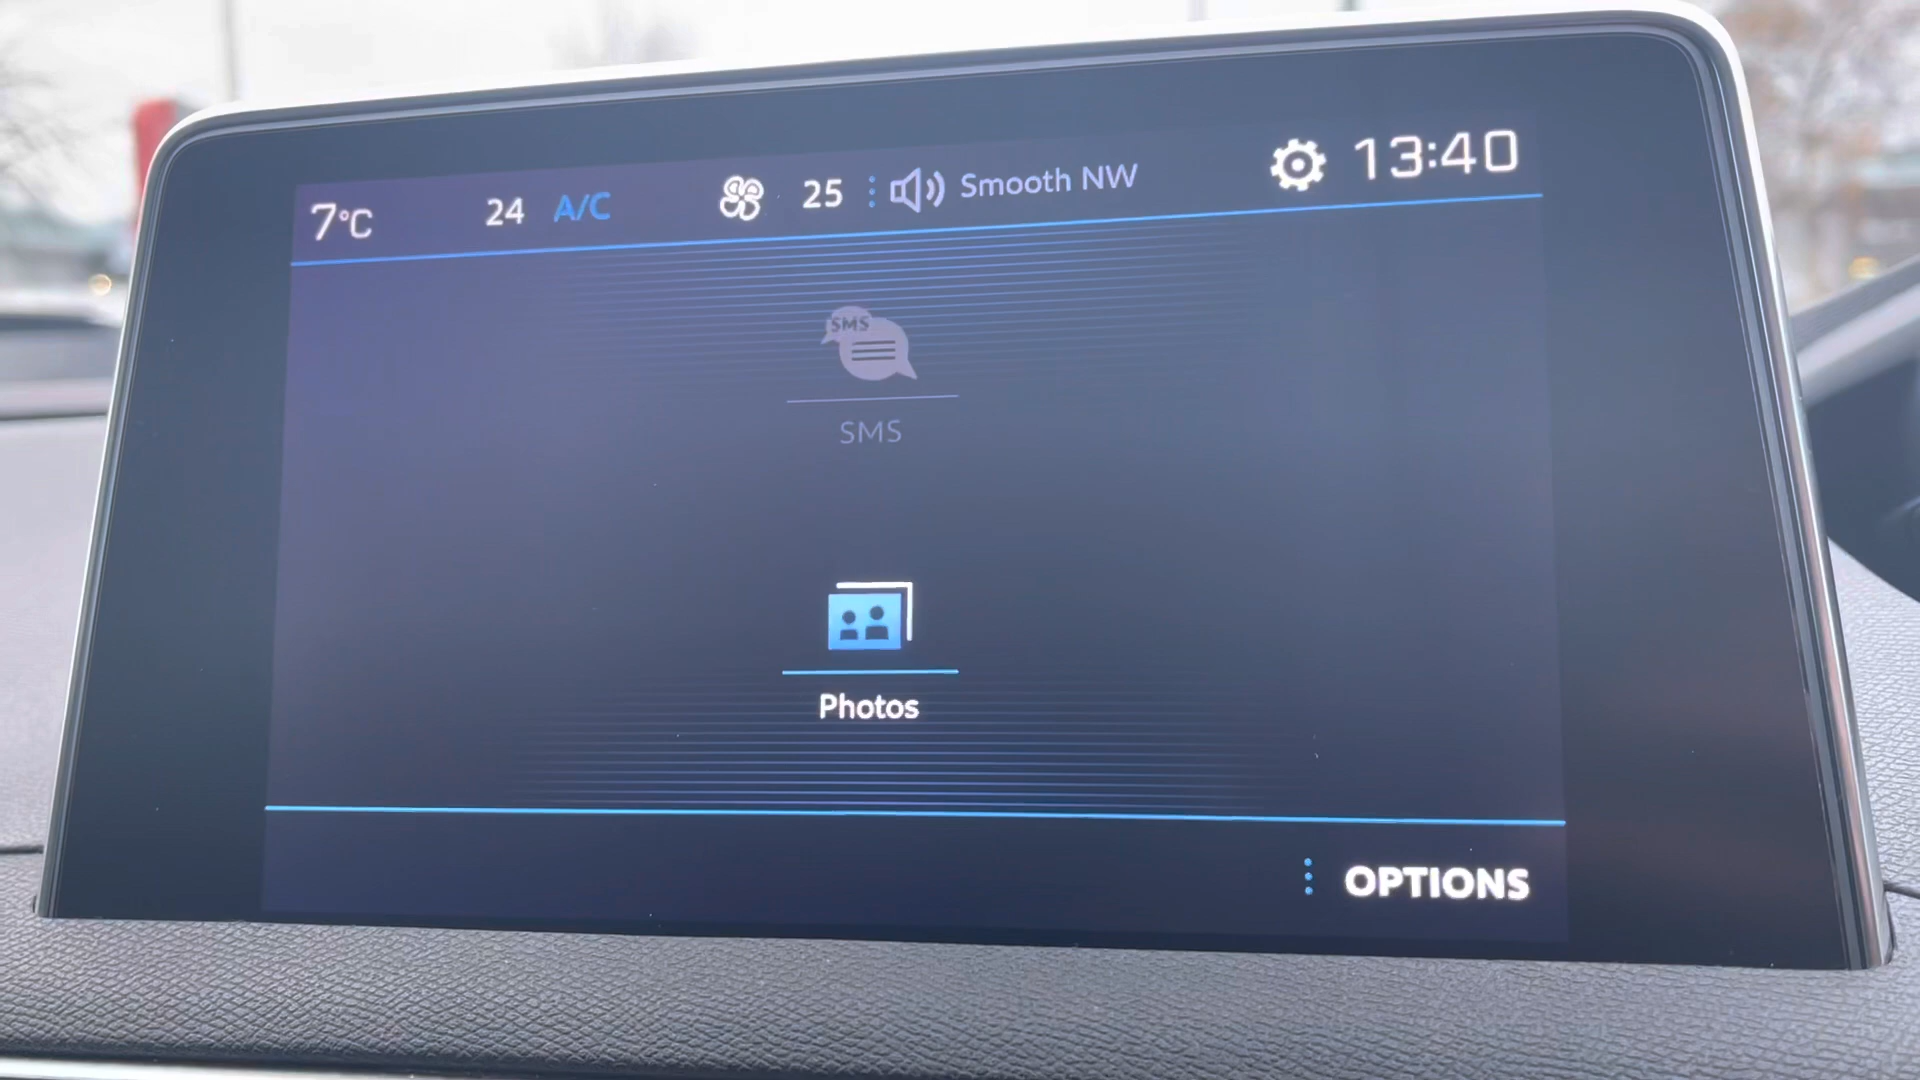 7°C 24 A/C 25 Smooth NW 13:40
SMS
SMS
Photos
OPTIONS